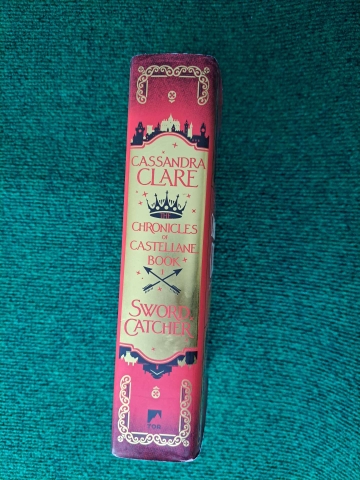 CASSANDRA
CLARE
THE
CHRONICLES
OF
CASTELLANE
BOOK
1
SWORD
CATCHER
TOR